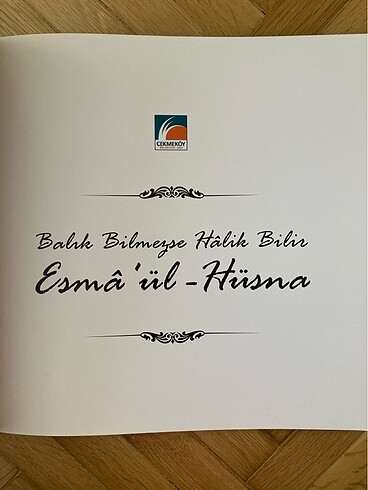 ÇEKMEKÖY
Balık Bilmezse Hâlik Bilir
Esmâ'ül-Hüsna